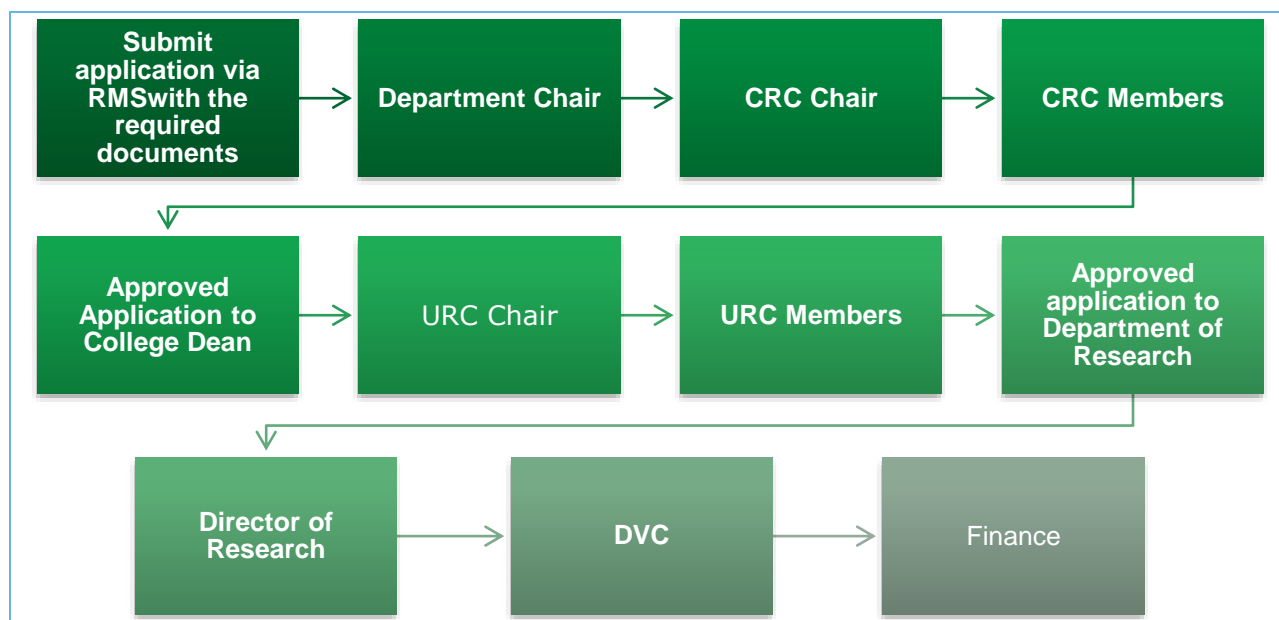 Submit
application via
RMSwith the
required
documents
Department Chair
CRC Chair
CRC Members
Approved
Application to
College Dean
URC Chair
URC Members
Approved
application to
Department of
Research
Director of
Research
DVC
Finance